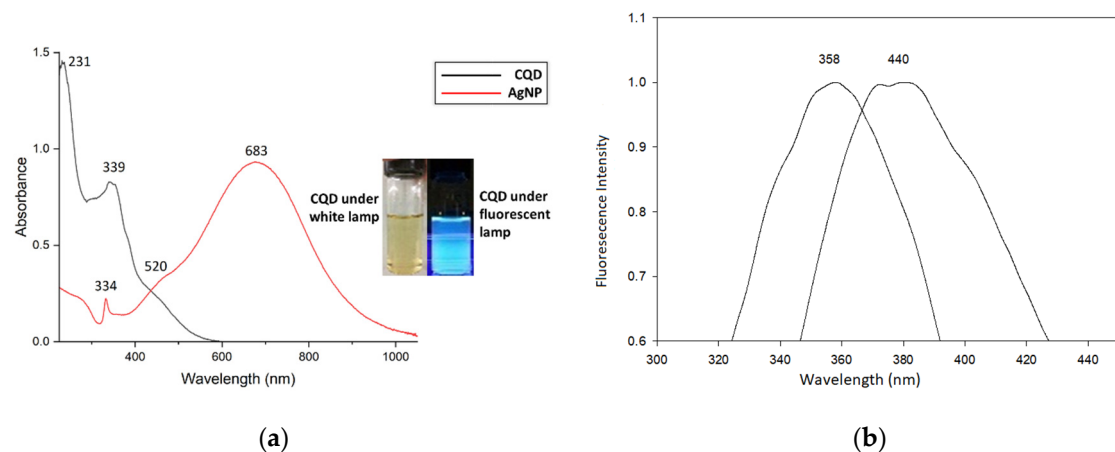 1.5
1.0
0.5
0.0
400
600
800
1000
Absorbance
Wavelength (nm)
231
339
334
520
683
CQD
AgNP
CQD under
white lamp
CQD under
fluorescent
lamp
(a)
1.1
1.0
0.9
0.8
0.7
0.6
300
320
340
360
380
400
420
440
Fluoresecence Intensity
Wavelength (nm)
358
440
(b)